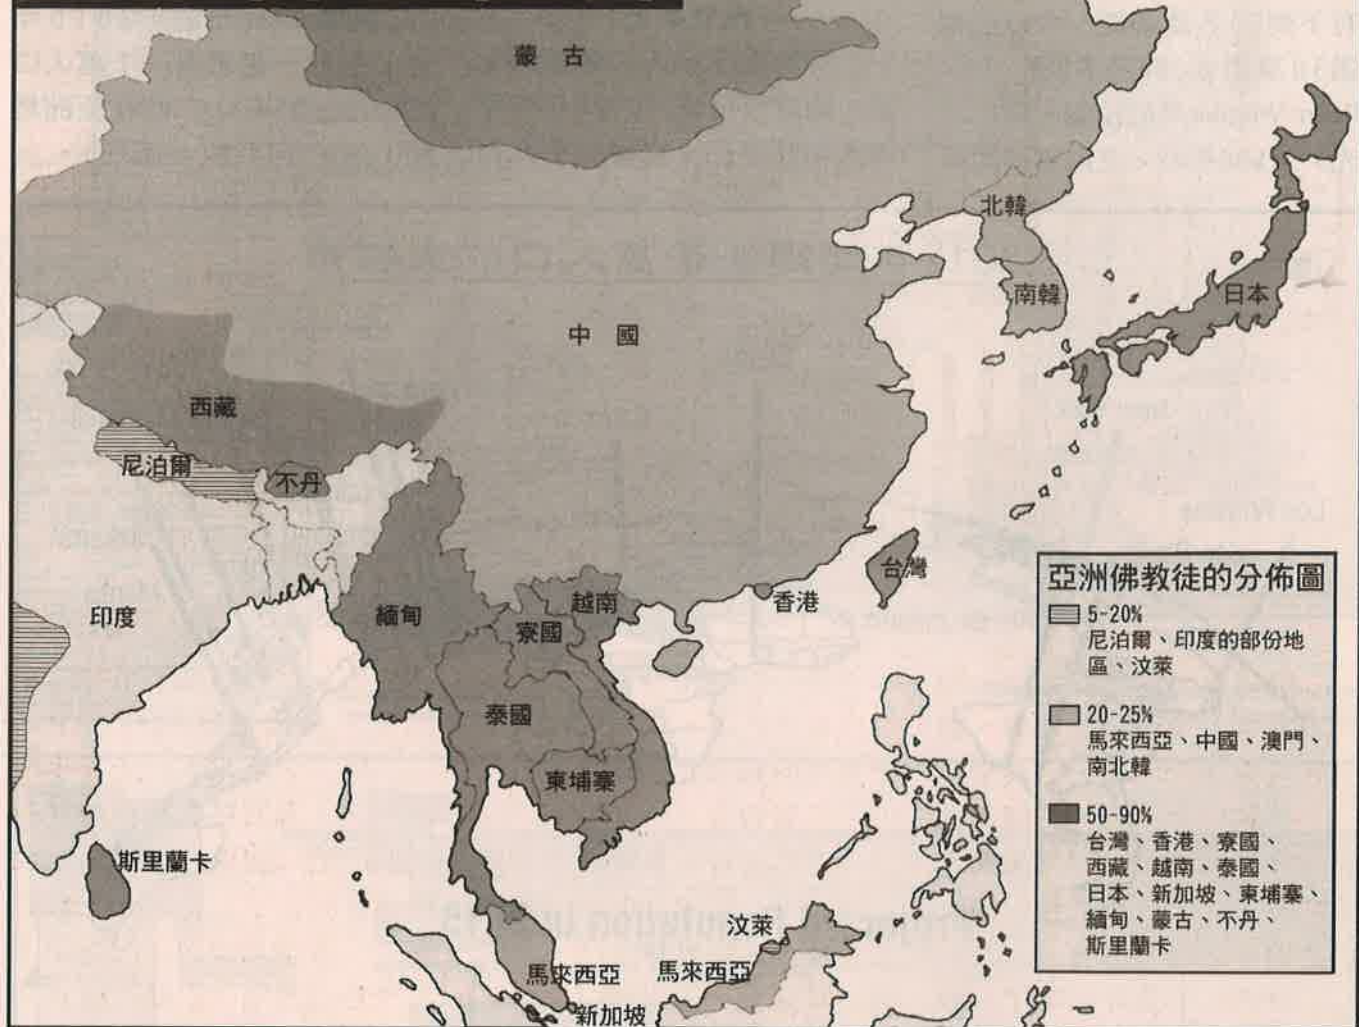 蒙古
北韓
南韓
日本
中國
西藏
尼泊爾
不丹
台灣
香港
印度
緬甸
越南
寮國
泰國
柬埔寨
斯里蘭卡
汶萊
馬來西亞
馬來西亞
新加坡
亞洲佛教徒的分佈圖
5-20%
尼泊爾、印度的部份地
區、汶萊
20-25%
馬來西亞、中國、澳門、
南北韓
50-90%
台灣、香港、寮國、
西藏、越南、泰國、
日本、新加坡、柬埔寨、
緬甸、蒙古、不丹、
斯里蘭卡